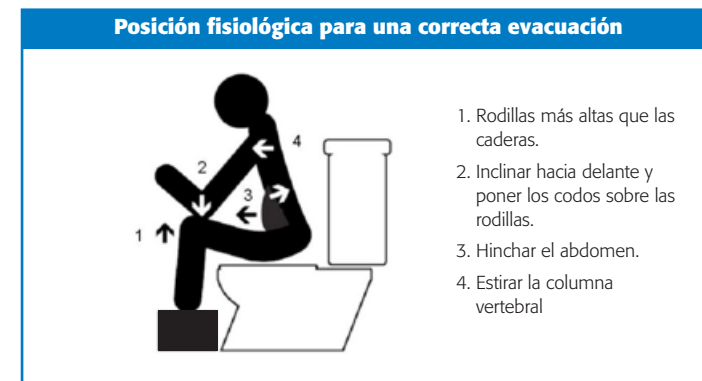 Posición fisiológica para una correcta evacuación
1. Rodillas más altas que las
caderas.
2. Inclinar hacia delante y
poner los codos sobre las
rodillas.
3. Hinchar el abdomen.
4. Estirar la columna
vertebral
4
2
3
1